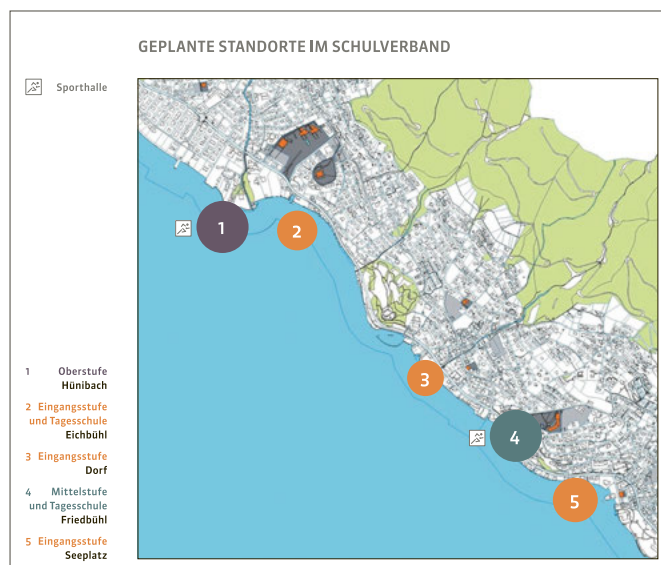 GEPLANTE STANDORTE IM SCHULVERBAND
Sporthalle
1
2
3
4
5
1 Oberstufe
Hünibach
2 Eingangsstufe
und Tagesschule
Eichbühl
3 Eingangsstufe
Dorf
4 Mittelstufe
und Tagesschule
Friedbühl
5 Eingangsstufe
Seeplatz